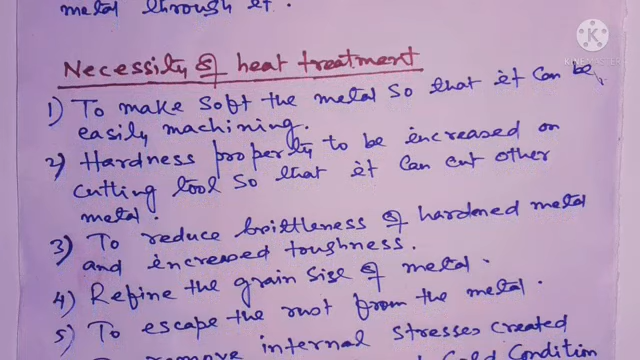 metal through it.
Necessity of heat treatment
KINEMASTER
1) To make soft the metal so that it can be
easily machining.
2) Hardness property to be increased on
cutting tool so that it can cut other
metal.
3) To reduce brittleness of hardened metal
and increased toughness.
4) Refine the grain size of metal.
5) To escape the rust from the metal.
remove internal stresses created
Cold Condition